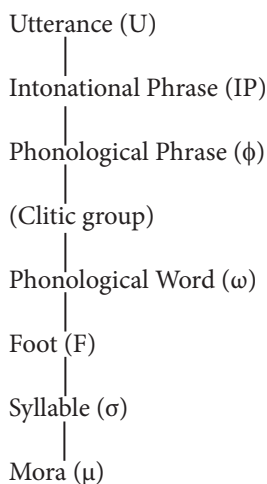 Utterance (U)
Intonational Phrase (IP)
Phonological Phrase (ϕ)
(Clitic group)
Phonological Word (ω)
Foot (F)
Syllable (σ)
Mora (μ)